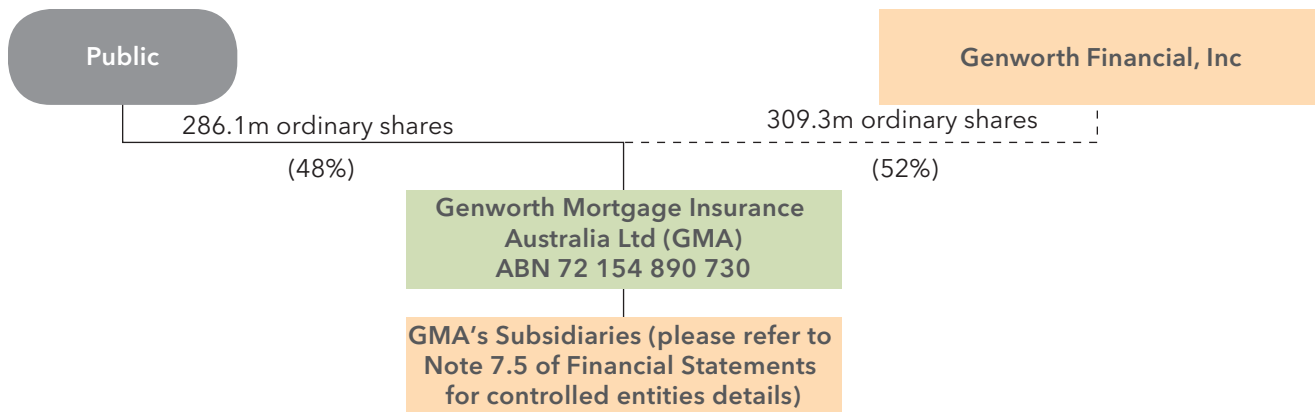 Public
Genworth Financial, Inc
286.1m ordinary shares
309.3m ordinary shares
(48%)
(52%)
Genworth Mortgage Insurance
Australia Ltd (GMA)
ABN 72 154 890 730
GMA’s Subsidiaries (please refer to
Note 7.5 of Financial Statements
for controlled entities details)